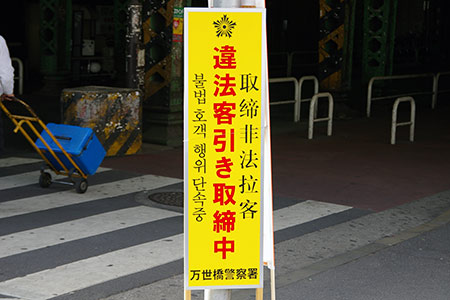 取締非法拉客
違法客引き取締中
불법 호객 행위 단속중
万世橋警察署